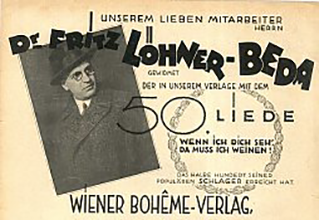 UNSEREM LIEBEN MITARBEITER
HERRN
Dr. FRITZ LÖHNER-BEDA
GEWIDMET
DER IN UNSEREM VERLAGE MIT DEM
50. LIEDE
"WENN ICH DICH SEH',
DA MUSS ICH WEINEN!"
DAS HALBE HUNDERT SEINER
POPULÄREN SCHLAGER ERREICHT HAT.
WIENER BOHÊME-VERLAG,